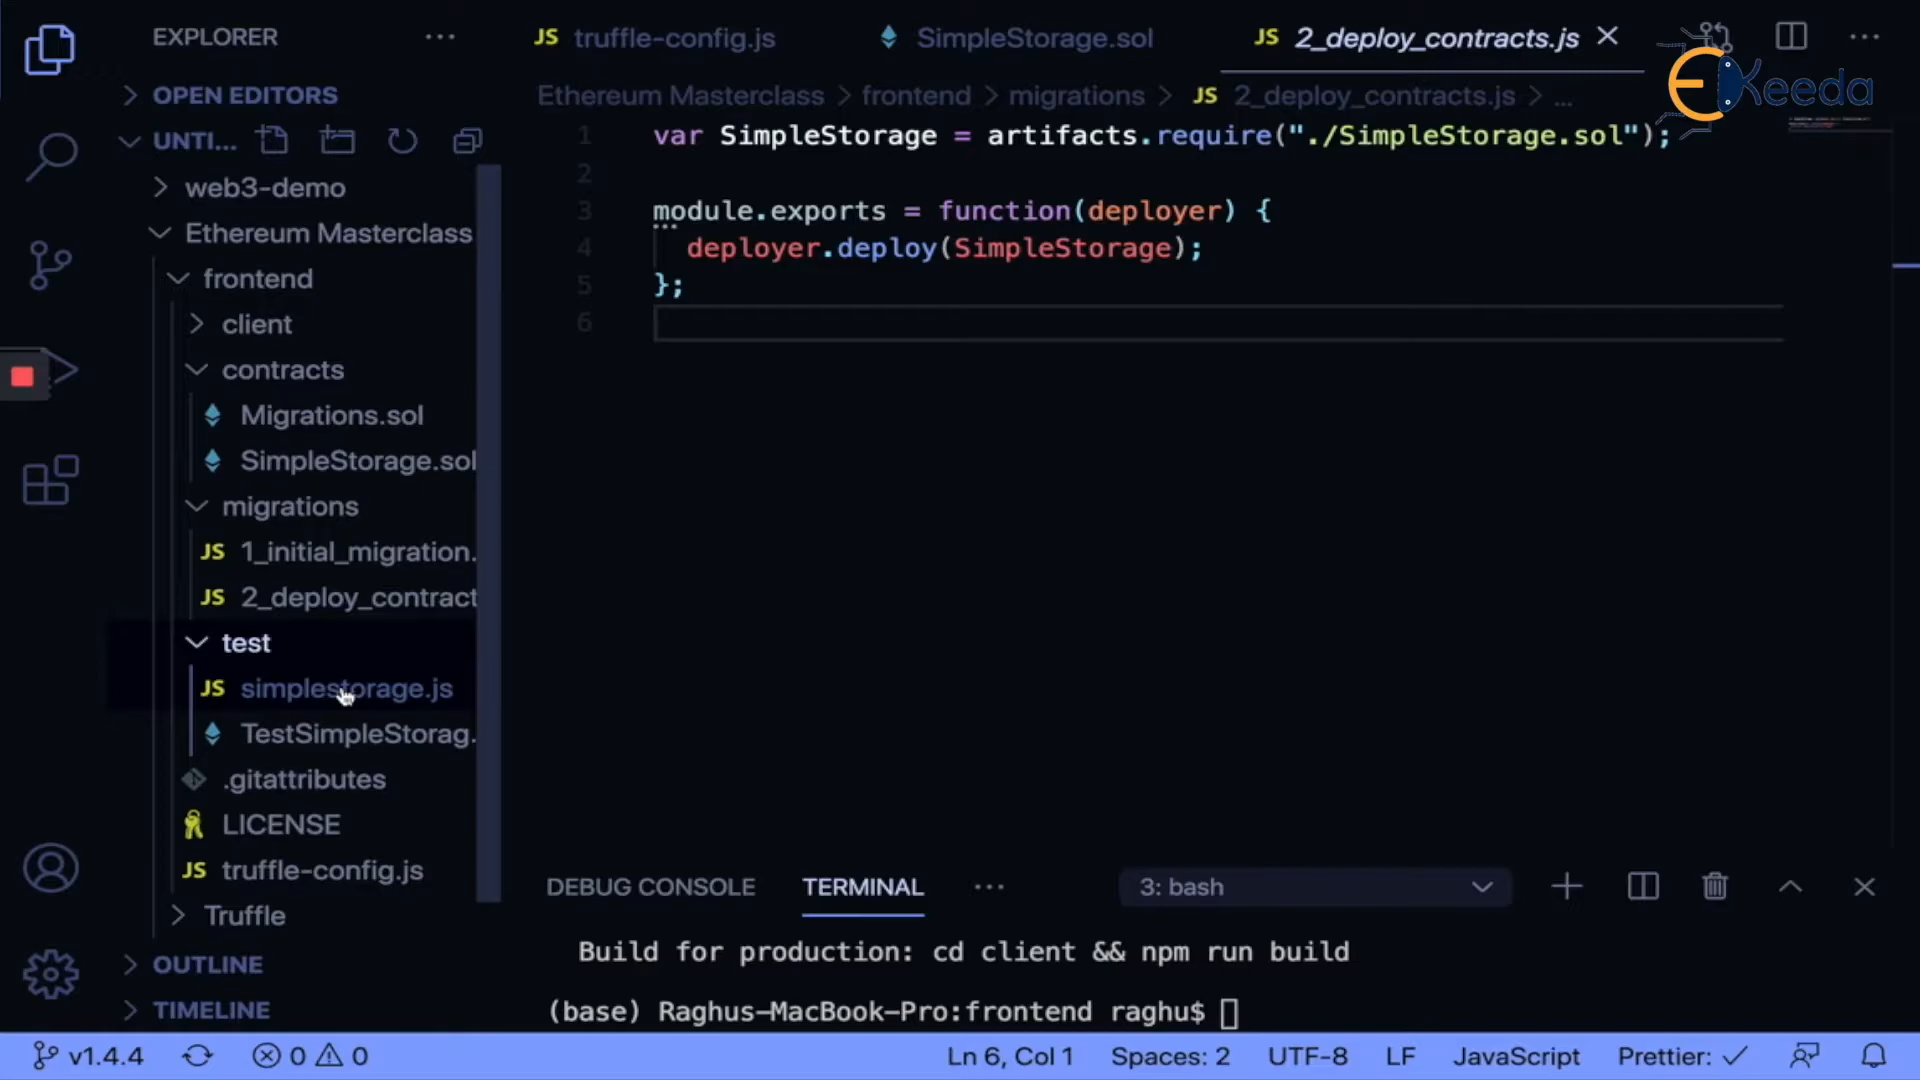 EXPLORER
JS truffle-config.js
SimpleStorage.sol
JS 2_deploy_contracts.js
EKeeda
OPEN EDITORS
UNTI...
web3-demo
Ethereum Masterclass
frontend
client
contracts
Migrations.sol
SimpleStorage.sol
migrations
JS 1_initial_migration.
JS 2_deploy_contract
test
JS simplestorage.js
TestSimpleStorag.
.gitattributes
LICENSE
JS truffle-config.js
Truffle
OUTLINE
TIMELINE
Ethereum Masterclass > frontend > migrations > JS 2_deploy_contracts.js > ...
1 var SimpleStorage = artifacts.require("./SimpleStorage.sol");
2
3 module.exports = function(deployer) {
4 deployer.deploy(SimpleStorage);
5 };
6
DEBUG CONSOLE TERMINAL ... 3: bash
Build for production: cd client && npm run build
(base) Raghus-MacBook-Pro:frontend raghu$
v1.4.4 0 0 Ln 6, Col 1 Spaces: 2 UTF-8 LF JavaScript Prettier: ✓